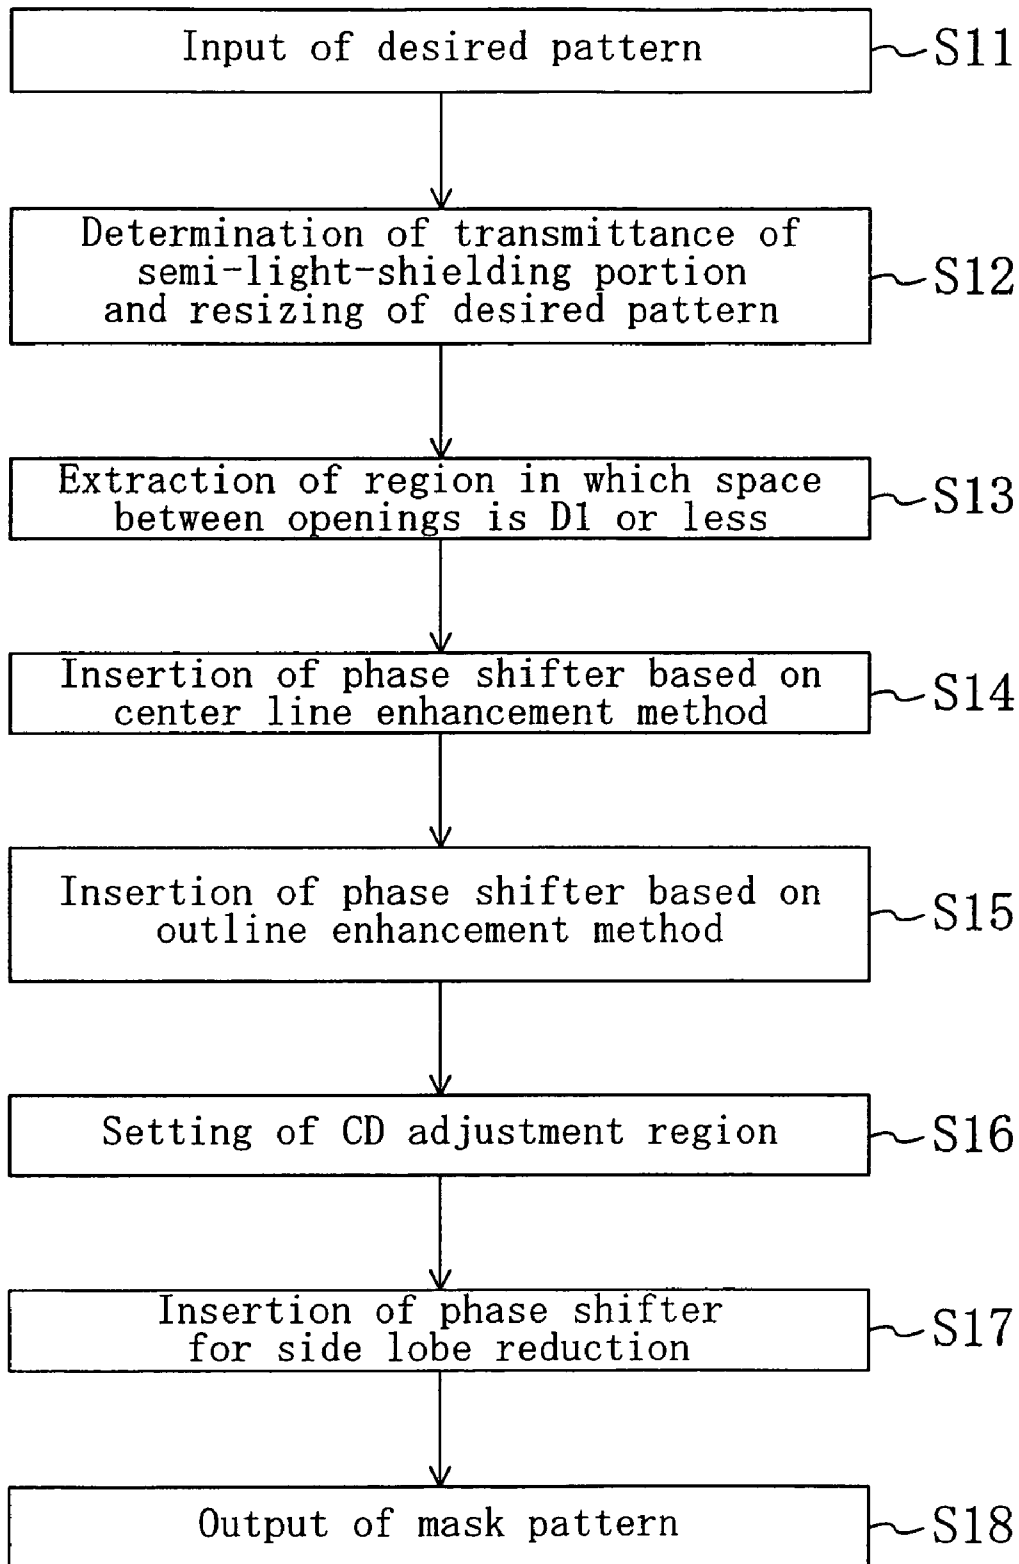 Input of desired pattern
S11
Determination of transmittance of
semi-light-shielding portion
and resizing of desired pattern
S12
Extraction of region in which space
between openings is D1 or less
S13
Insertion of phase shifter based on
center line enhancement method
S14
Insertion of phase shifter based on
outline enhancement method
S15
Setting of CD adjustment region
S16
Insertion of phase shifter
for side lobe reduction
S17
Output of mask pattern
S18